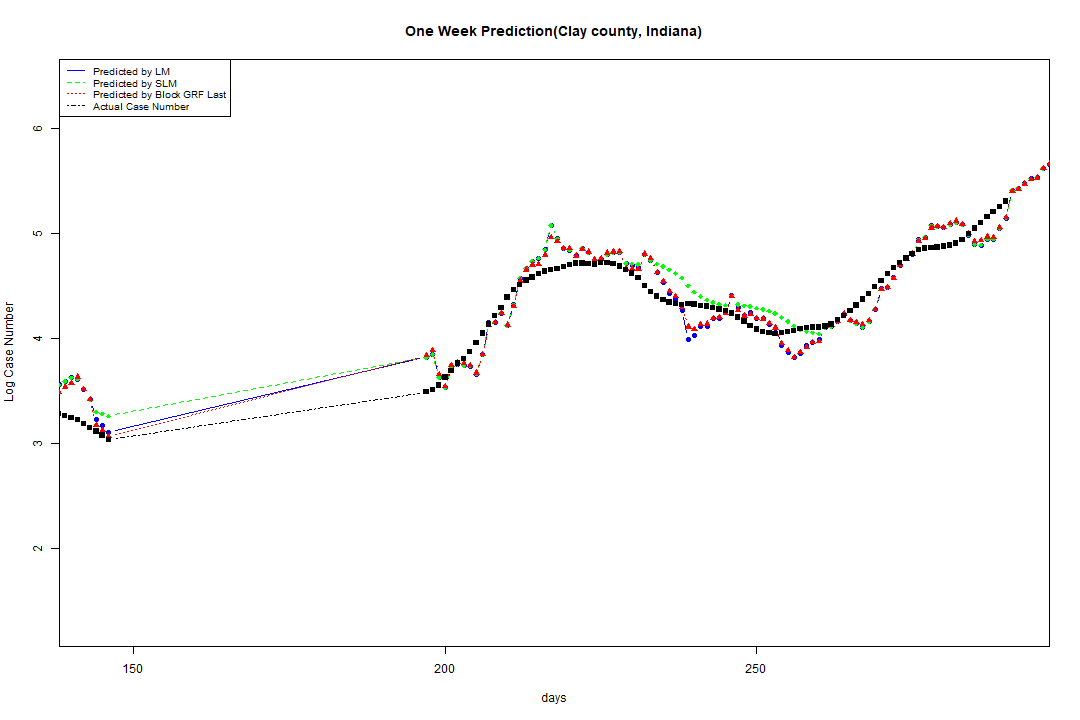 One Week Prediction(Clay county, Indiana)
Predicted by LM
Predicted by SLM
Predicted by Block GRF Last
Actual Case Number
6
5
4
3
2
Log Case Number
150
200
250
days